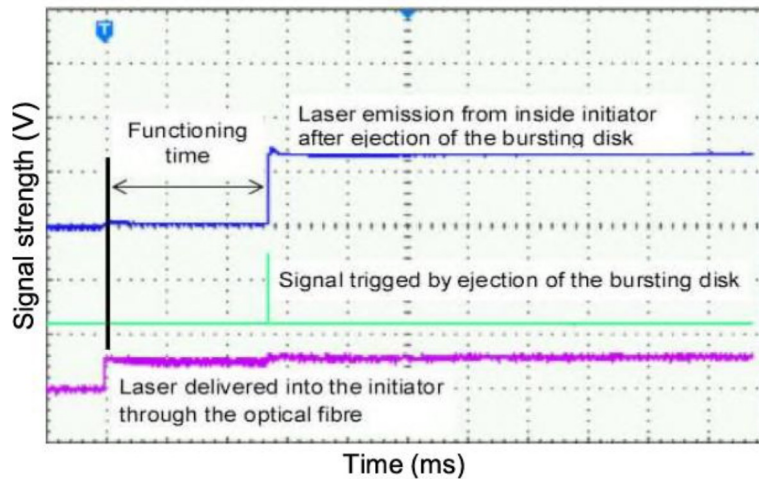 T
Laser emission from inside initiator
after ejection of the bursting disk
Functioning
time
Signal strength (V)
Signal trigged by ejection of the bursting disk
Laser delivered into the initiator
through the optical fibre
Time (ms)